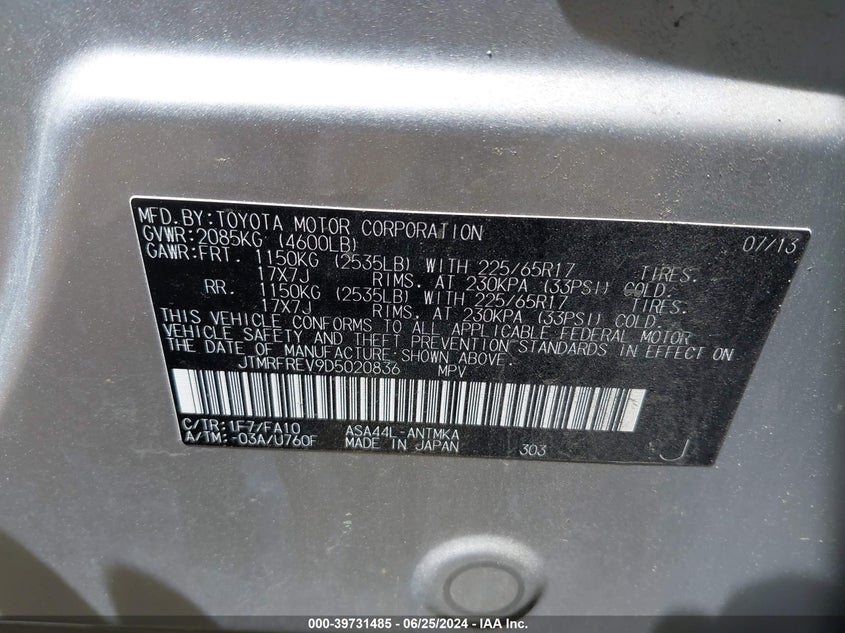 MFD.BY:TOYOTA MOTOR CORPORATION 07/13
GVWR:2085KG (4600LB)
GAWR:FRT. 1150KG (2535LB) WITH 225/65R17 TIRES.
17X7J RIMS. AT 230KPA (33PSI) COLD.
RR. 1150KG (2535LB) WITH 225/65R17 TIRES.
17X7J RIMS. AT 230KPA (33PSI) COLD.
THIS VEHICLE CONFORMS TO ALL APPLICABLE FEDERAL MOTOR
VEHICLE SAFETY AND THEFT PREVENTION STANDARDS IN EFFECT ON
THE DATE OF MANUFACTURE SHOWN ABOVE.
JTMRFREV9D5020836 MPV
C/TR:1F7/FA10 ASA44L-ANTMKA
A/TM:-03A/U760F MADE IN JAPAN 303 J
000-39731485 - 06/25/2024 - IAA Inc.